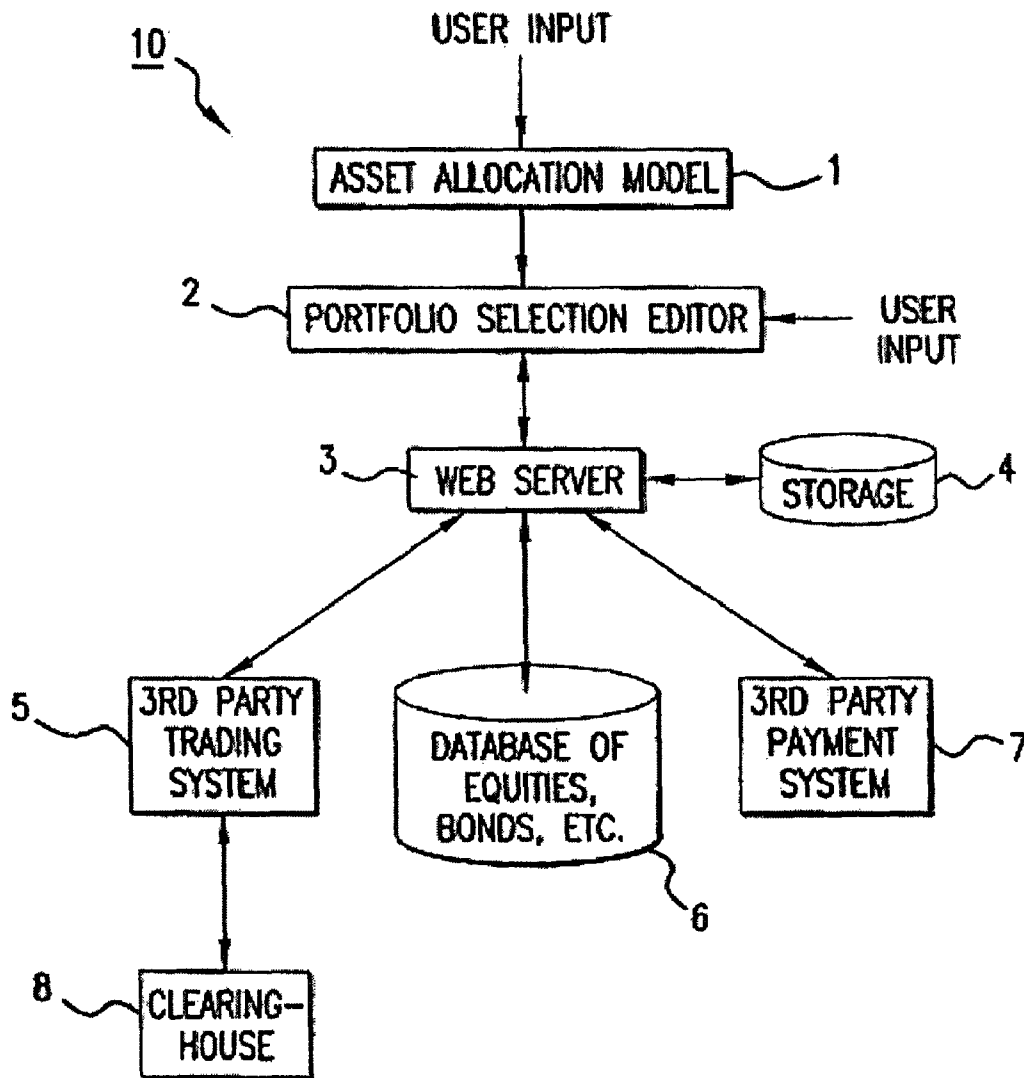 USER INPUT
10
ASSET ALLOCATION MODEL
1
2
PORTFOLIO SELECTION EDITOR
USER
INPUT
3
WEB SERVER
STORAGE
4
5
3RD PARTY
TRADING
SYSTEM
DATABASE OF
EQUITIES,
BONDS, ETC.
6
3RD PARTY
PAYMENT
SYSTEM
7
8
CLEARING-
HOUSE